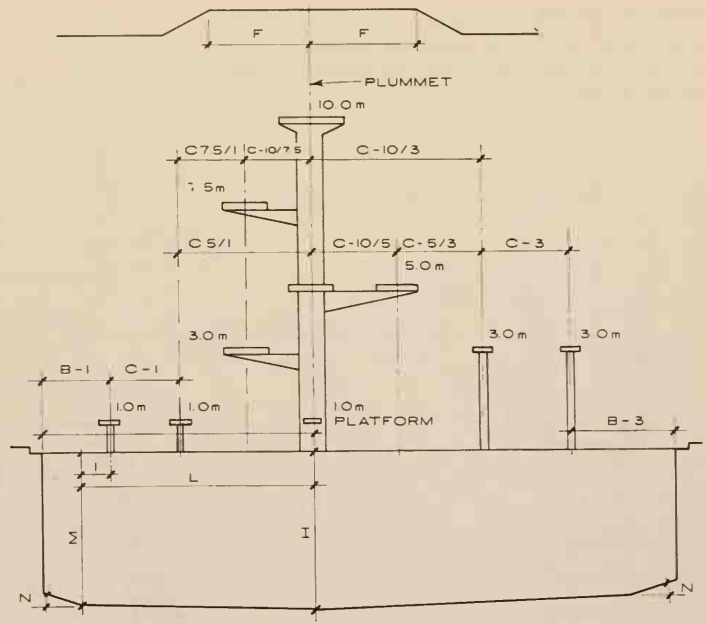 F F
PLUMMET
10.0 m
C7.5/1 C-10/7.5 C-10/3
7.5m
C5/1 C-10/5 C-5/3 C-3
5.0m
3.0m 3.0m 3.0m
B-1 C-1
1.0m 1.0m 1.0m
PLATFORM B-3
I
L
M
H
N N